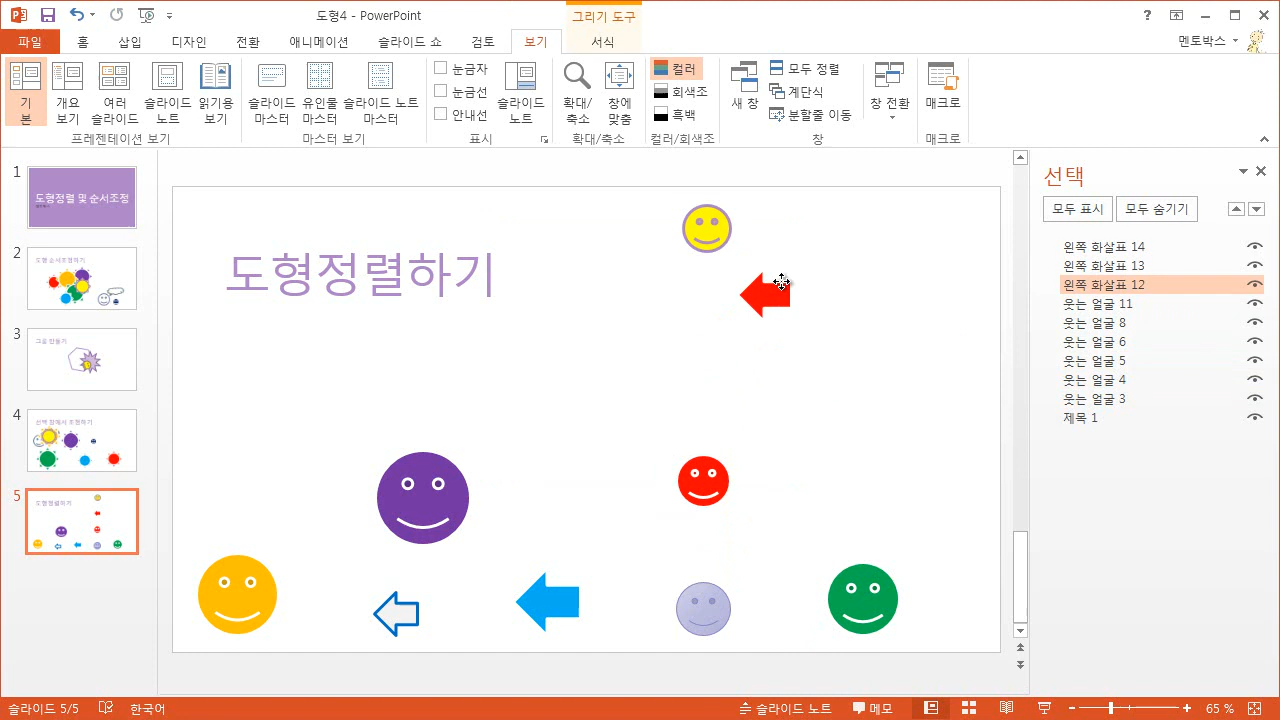 도형4 - PowerPoint
그리기 도구
?
파일 홈 삽입 디자인 전환 애니메이션 슬라이드 쇼 검토 보기 서식
멘토박스
기본
개요 보기
여러 슬라이드
슬라이드 노트
읽기용 보기
프레젠테이션 보기
슬라이드 마스터
유인물 마스터
슬라이드 노트 마스터
마스터 보기
눈금자
눈금선
안내선
슬라이드 노트
표시
확대/축소
창에 맞춤
확대/축소
컬러
회색조
흑백
컬러/회색조
새 창
모두 정렬
계단식
분할줄 이동
창 전환
창
매크로
매크로
1
도형정렬 및 순서조정
2
도형 순서조정하기
3
그룹 만들기
4
선택 창에서 조정하기
5
도형정렬하기
도형정렬하기
선택
모두 표시 모두 숨기기
왼쪽 화살표 14
왼쪽 화살표 13
왼쪽 화살표 12
웃는 얼굴 11
웃는 얼굴 8
웃는 얼굴 6
웃는 얼굴 5
웃는 얼굴 4
웃는 얼굴 3
제목 1
슬라이드 5/5 한국어 슬라이드 노트 메모 65 %